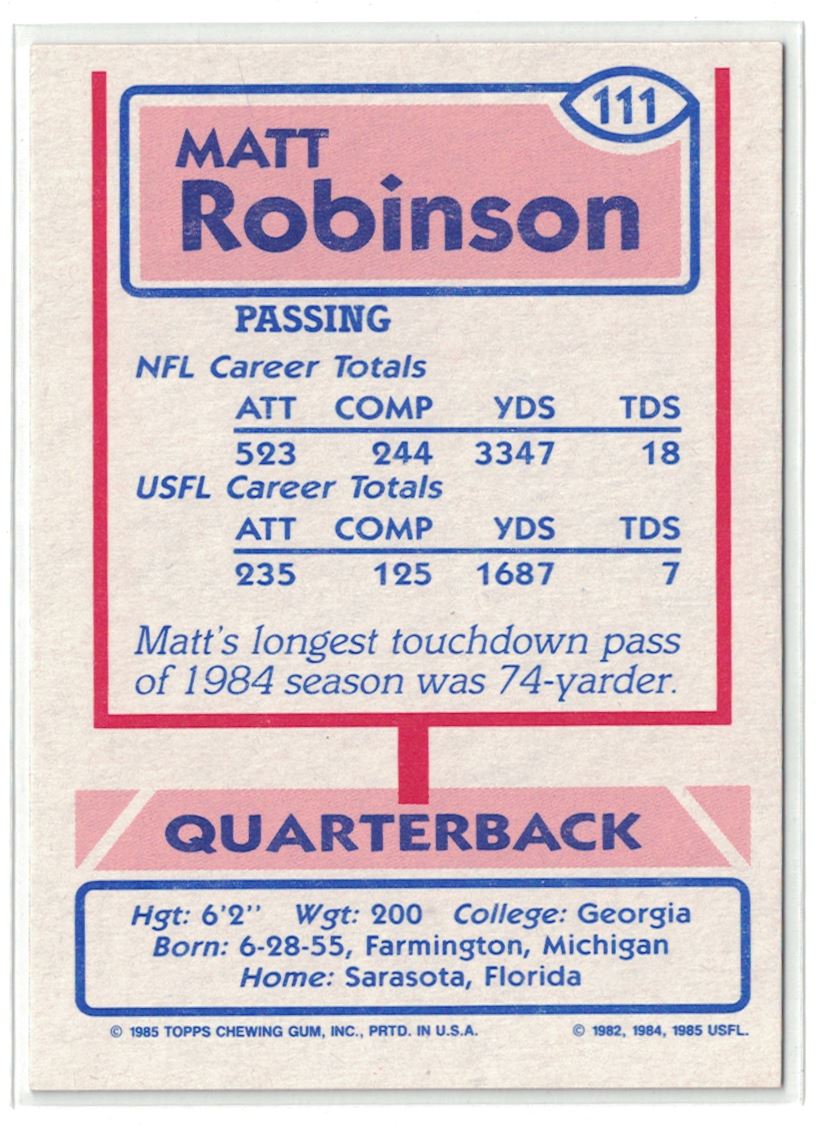 111
MATT
Robinson
PASSING
NFL Career Totals
ATT COMP YDS TDS
523 244 3347 18
USFL Career Totals
ATT COMP YDS TDS
235 125 1687 7
Matt's longest touchdown pass
of 1984 season was 74-yarder.
QUARTERBACK
Hgt: 6'2" Wgt: 200 College: Georgia
Born: 6-28-55, Farmington, Michigan
Home: Sarasota, Florida
© 1985 TOPPS CHEWING GUM, INC., PRTD. IN U.S.A. © 1982, 1984, 1985 USFL.